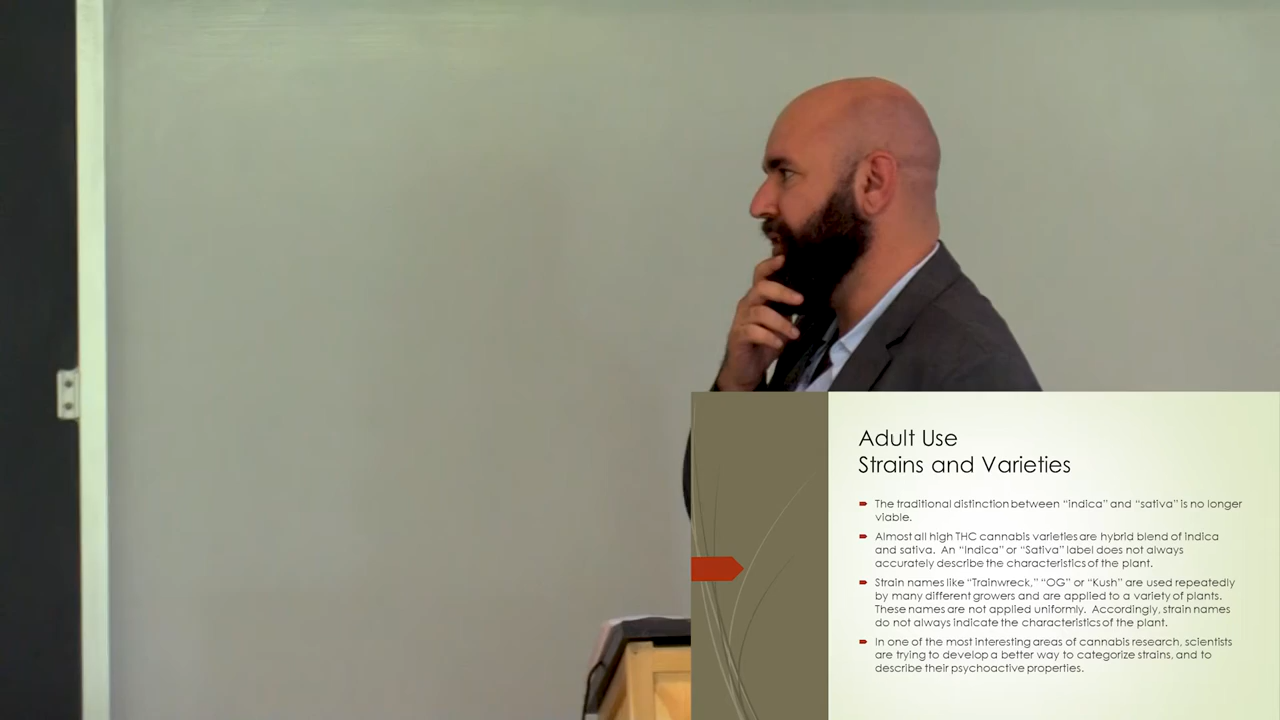 Adult Use
Strains and Varieties
The traditional distinction between “indica” and “sativa” is no longer
viable.
Almost all high THC cannabis varieties are hybrid blend of indica
and sativa. An “Indica” or “Sativa” label does not always
accurately describe the characteristics of the plant.
Strain names like “Trainwreck,” “OG” or “Kush” are used repeatedly
by many different growers and are applied to a variety of plants.
These names are not applied uniformly. Accordingly, strain names
do not always indicate the characteristics of the plant.
In one of the most interesting areas of cannabis research, scientists
are trying to develop a better way to categorize strains, and to
describe their psychoactive properties.